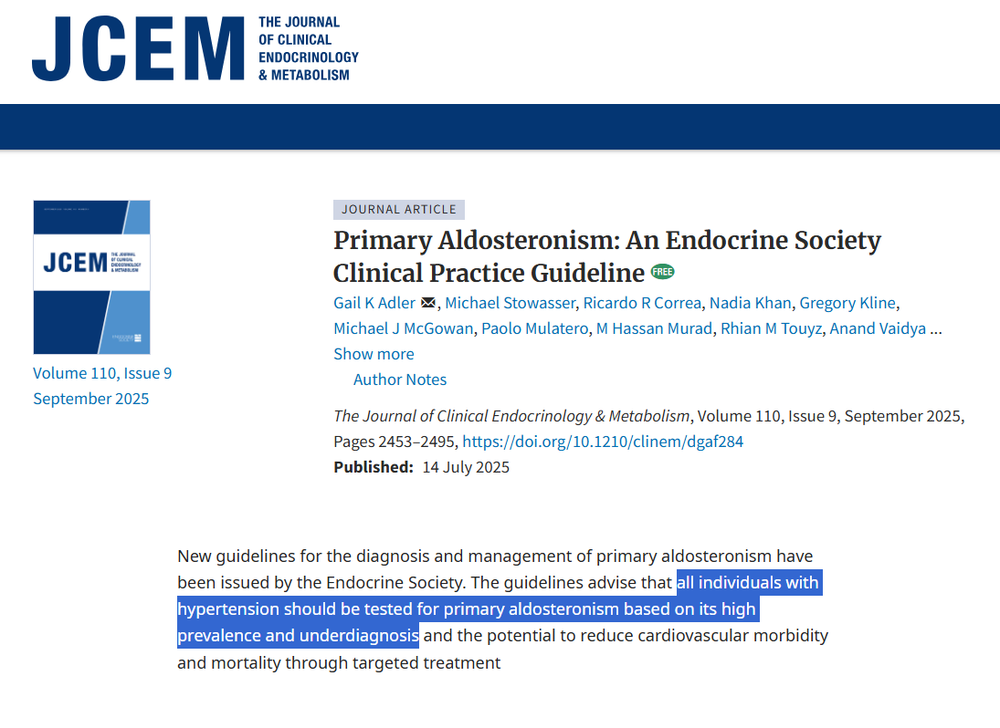 JCEM
THE JOURNAL
OF CLINICAL
ENDOCRINOLOGY
& METABOLISM
JCEM
THE JOURNAL
OF CLINICAL
ENDOCRINOLOGY
& METABOLISM
Volume 110, Issue 9
September 2025
JOURNAL ARTICLE
Primary Aldosteronism: An Endocrine Society
Clinical Practice Guideline FREE
Gail K Adler, Michael Stowasser, Ricardo R Correa, Nadia Khan, Gregory Kline,
Michael J McGowan, Paolo Mulatero, M Hassan Murad, Rhian M Touyz, Anand Vaidya ...
Show more
Author Notes
The Journal of Clinical Endocrinology & Metabolism, Volume 110, Issue 9, September 2025,
Pages 2453–2495, https://doi.org/10.1210/clinem/dgaf284
Published: 14 July 2025
New guidelines for the diagnosis and management of primary aldosteronism have
been issued by the Endocrine Society. The guidelines advise that all individuals with
hypertension should be tested for primary aldosteronism based on its high
prevalence and underdiagnosis and the potential to reduce cardiovascular morbidity
and mortality through targeted treatment